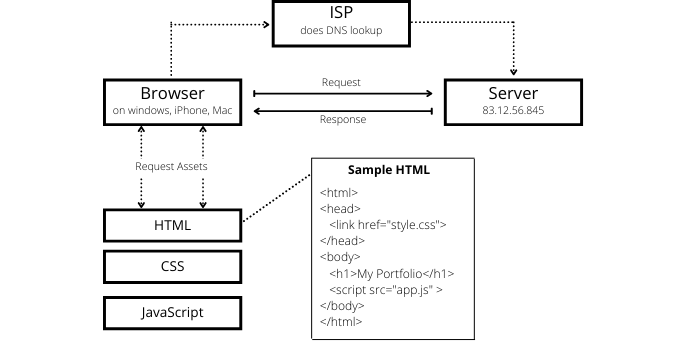 ISP
does DNS lookup
Browser
on windows, iPhone, Mac
Request
Response
Server
83.12.56.845
Request Assets
HTML
CSS
JavaScript
Sample HTML
<html>
<head>
<link href="style.css">
</head>
<body>
<h1>My Portfolio</h1>
<script src="app.js" >
</body>
</html>